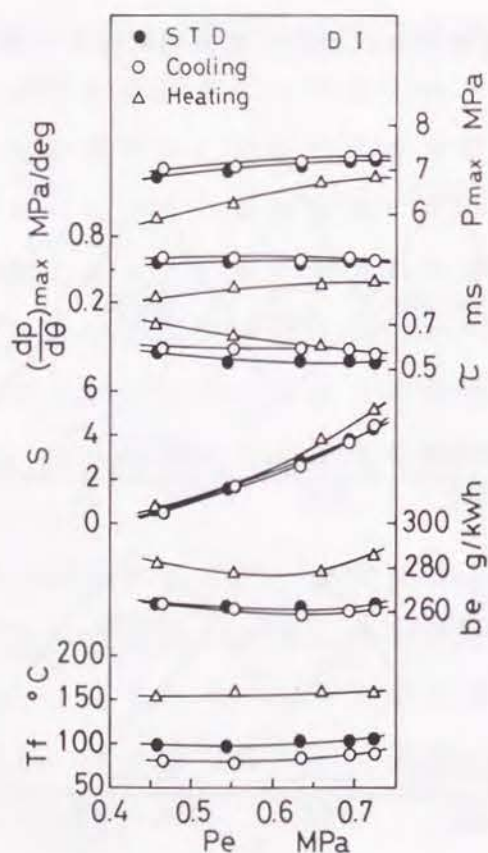 ● S T D D I
○ Cooling
△ Heating
8
7
6
Pmax MPa
0.8
0.2
(dp/dθ)max MPa/deg
0.7
0.5
τ ms
6
4
2
0
S
300
280
260
be g/kWh
200
150
100
50
Tf °C
0.4 0.5 0.6 0.7
Pe MPa